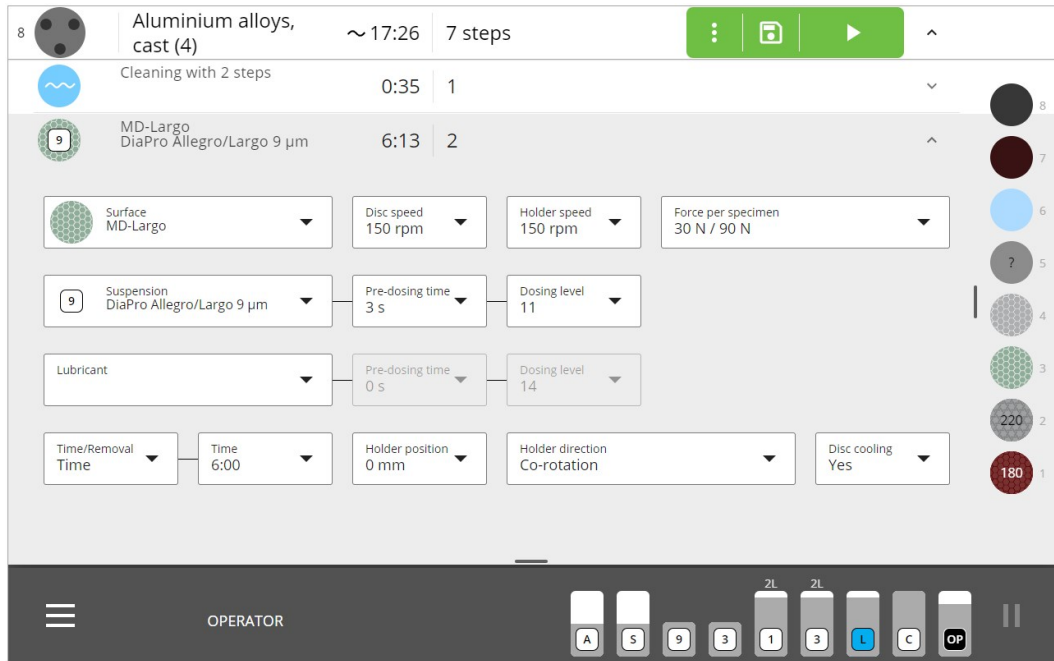 8
Aluminium alloys,
cast (4)
~ 17:26
7 steps
Cleaning with 2 steps
0:35
1
9
MD-Largo
DiaPro Allegro/Largo 9 µm
6:13
2
Surface
MD-Largo
Disc speed
150 rpm
Holder speed
150 rpm
Force per specimen
30 N / 90 N
9
Suspension
DiaPro Allegro/Largo 9 µm
Pre-dosing time
3 s
Dosing level
11
Lubricant
Pre-dosing time
0 s
Dosing level
14
Time/Removal
Time
Time
6:00
Holder position
0 mm
Holder direction
Co-rotation
Disc cooling
Yes
8
7
6
? 5
4
3
220 2
180 1
OPERATOR
2L 2L
A S 9 3 1 3 L C OP